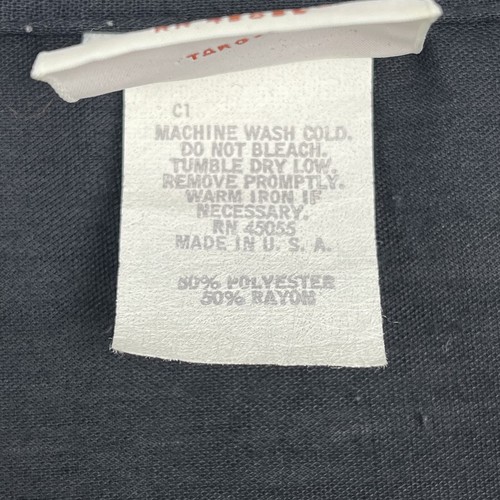 C1
MACHINE WASH COLD.
DO NOT BLEACH.
TUMBLE DRY LOW.
REMOVE PROMPTLY.
WARM IRON IF
NECESSARY.
RN 45055
MADE IN U. S. A.
50% POLYESTER
50% RAYON